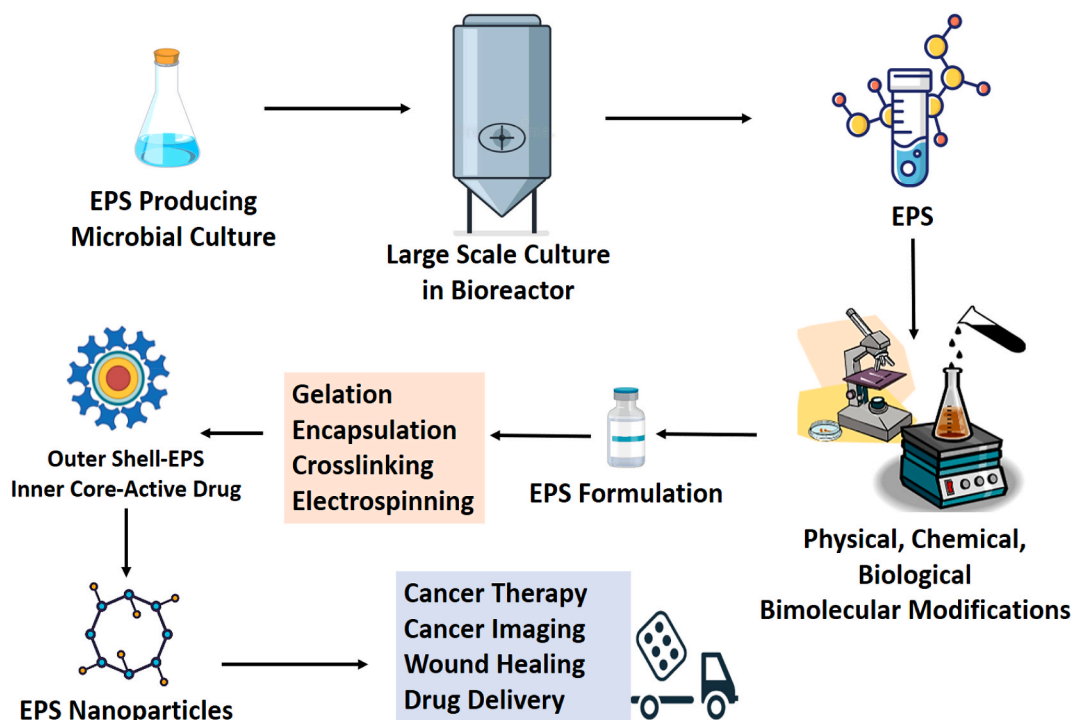 EPS Producing
Microbial Culture
Large Scale Culture
in Bioreactor
EPS
Physical, Chemical,
Biological
Bimolecular Modifications
EPS Formulation
Gelation
Encapsulation
Crosslinking
Electrospinning
Outer Shell-EPS
Inner Core-Active Drug
EPS Nanoparticles
Cancer Therapy
Cancer Imaging
Wound Healing
Drug Delivery